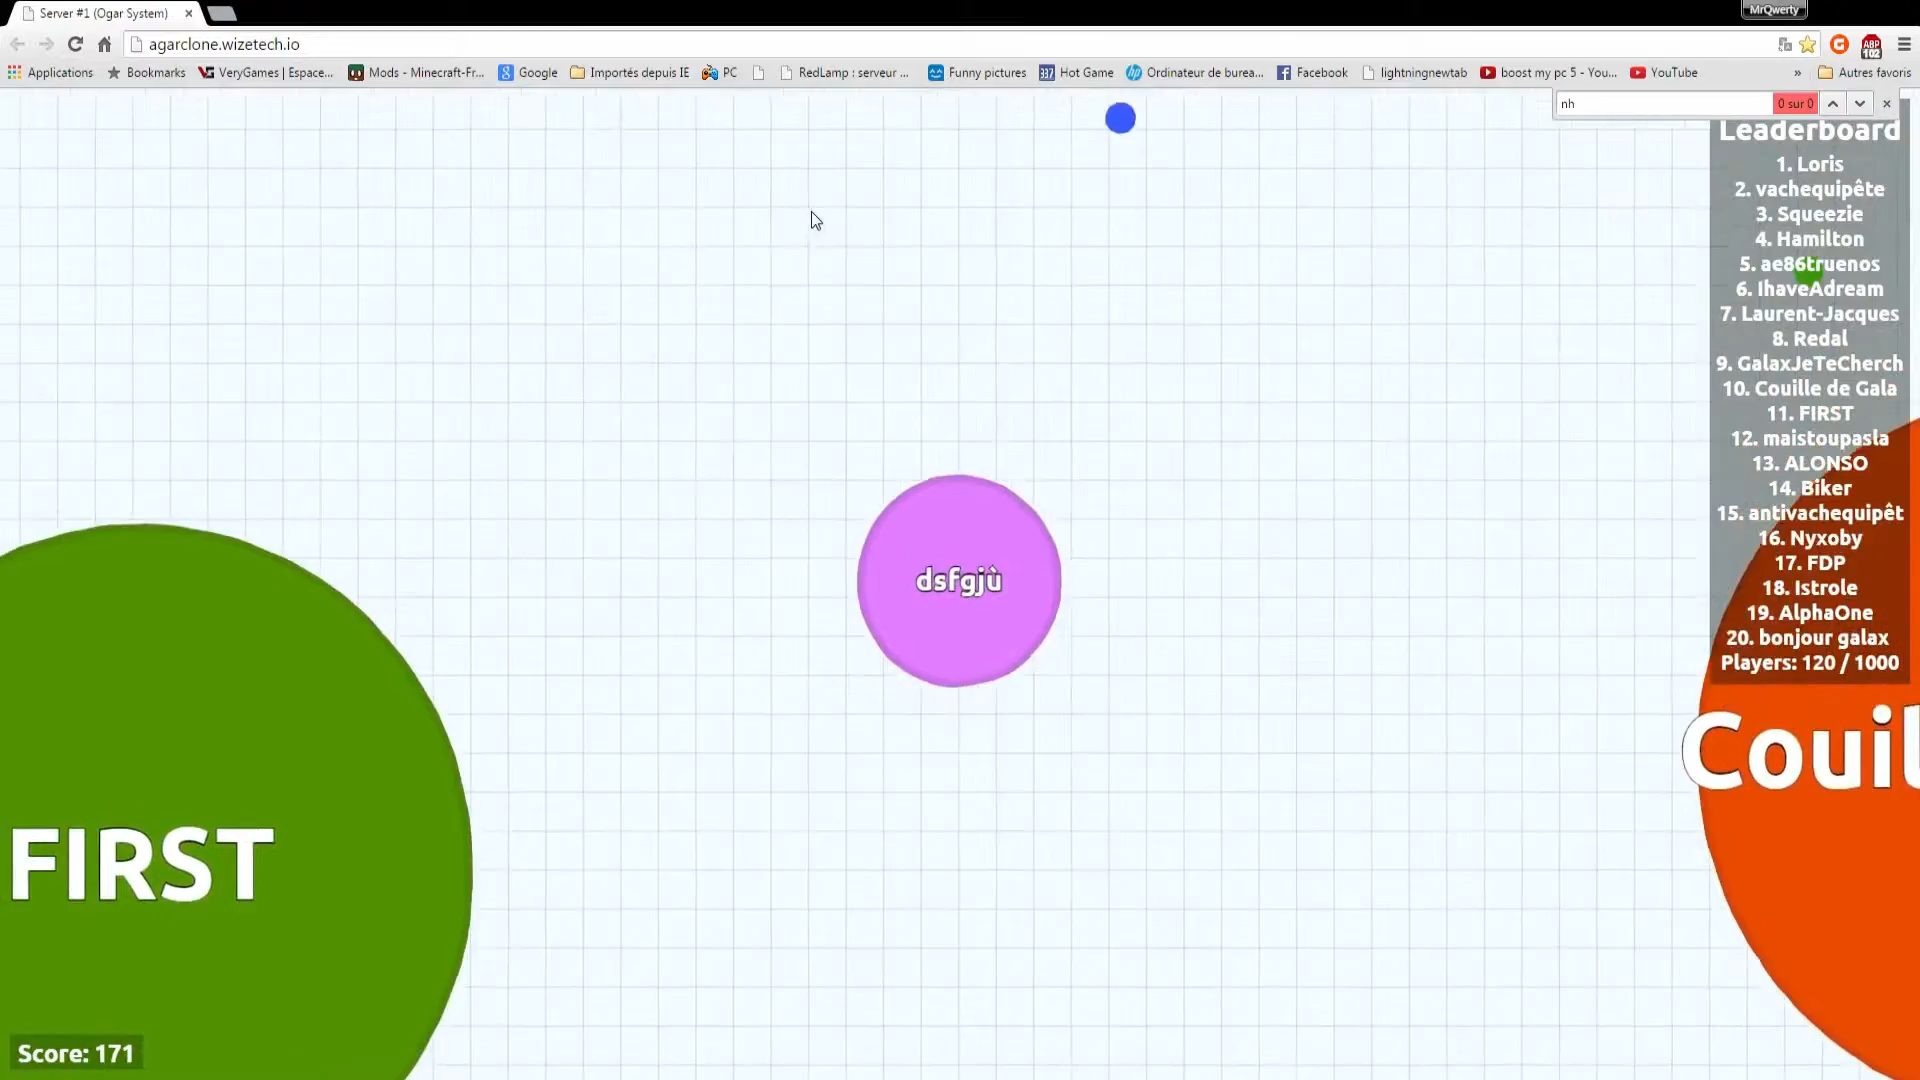 Server #1 (Ogar System)
MrQwerty
agarclone.wizetech.io
ABP
102
Applications
Bookmarks
VeryGames | Espace...
Mods - Minecraft-Fr...
Google
Importés depuis IE
PC
RedLamp : serveur ...
Funny pictures
337 Hot Game
Ordinateur de burea...
Facebook
lightningnewtab
boost my pc 5 - You...
YouTube
»
Autres favoris
nh
0 sur 0
Leaderboard
1. Loris
2. vachequipête
3. Squeezie
4. Hamilton
5. ae86truenos
6. IhaveAdream
7. Laurent-Jacques
8. Redal
9. GalaxJeTeCherch
10. Couille de Gala
11. FIRST
12. maistoupasla
13. ALONSO
14. Biker
15. antivachequipêt
16. Nyxoby
17. FDP
18. Istrole
19. AlphaOne
20. bonjour galax
Players: 120 / 1000
dsfgjù
Couil
FIRST
Score: 171